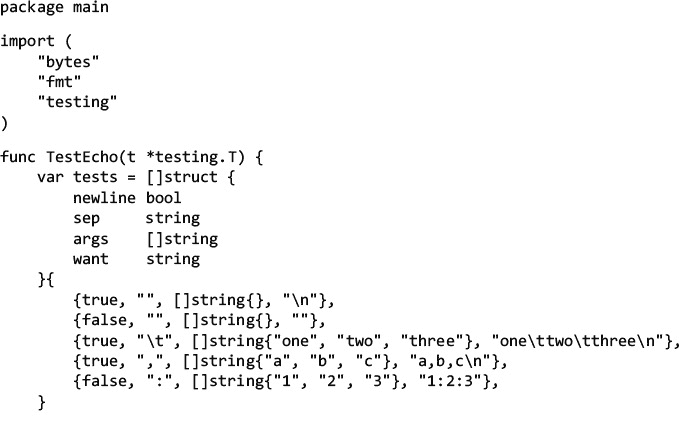 package main
import (
"bytes"
"fmt"
"testing"
)
func TestEcho(t *testing.T) {
var tests = []struct {
newline bool
sep string
args []string
want string
}{
{true, "", []string{}, "\n"},
{false, "", []string{}, ""},
{true, "\t", []string{"one", "two", "three"}, "one\ttwo\tthree\n"},
{true, ",", []string{"a", "b", "c"}, "a,b,c\n"},
{false, ":", []string{"1", "2", "3"}, "1:2:3"},
}